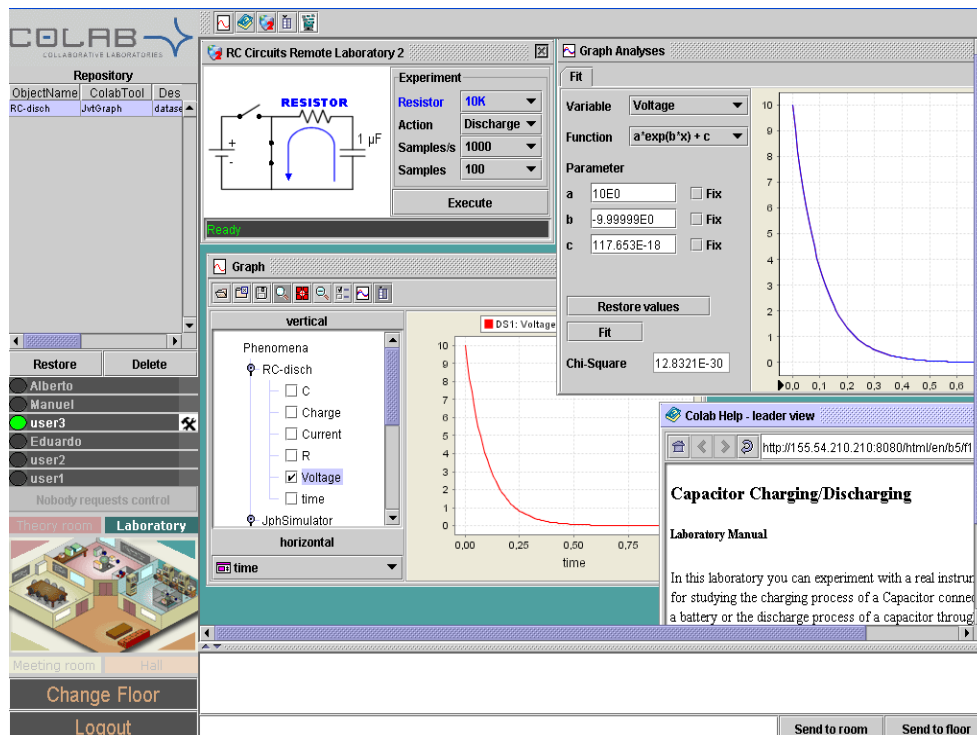 COLAB
COLLABORATIVE LABORATORIES
Repository
ObjectName ColabTool Des
RC-disch JvtGraph datase
Restore Delete
Alberto
Manuel
user3
Eduardo
user2
user1
Nobody requests control
Theory room Laboratory
Meeting room Hall
Change Floor
Logout
RC Circuits Remote Laboratory 2
RESISTOR
+
-
1 µF
Experiment
Resistor 10K
Action Discharge
Samples/s 1000
Samples 100
Execute
Ready
Graph
vertical
Phenomena
RC-disch
C
Charge
Current
R
Voltage
time
JphSimulator
horizontal
time
DS1: Voltage
10
9
8
7
6
5
4
3
2
1
0
0,00 0,25 0,50 0,75
time
Graph Analyses
Fit
Variable Voltage
Function a*exp(b*x) + c
Parameter
a 10E0 Fix
b -9.99999E0 Fix
c 117.653E-18 Fix
Restore values
Fit
Chi-Square 12.8321E-30
10
9
8
7
6
5
4
3
2
1
0
0,0 0,1 0,2 0,3 0,4 0,5 0,6
Colab Help - leader view
http://155.54.210.210:8080/html/en/b5/f1
Capacitor Charging/Discharging
Laboratory Manual
In this laboratory you can experiment with a real instrum
for studying the charging process of a Capacitor connec
a battery or the discharge process of a capacitor throug
Send to room Send to floor